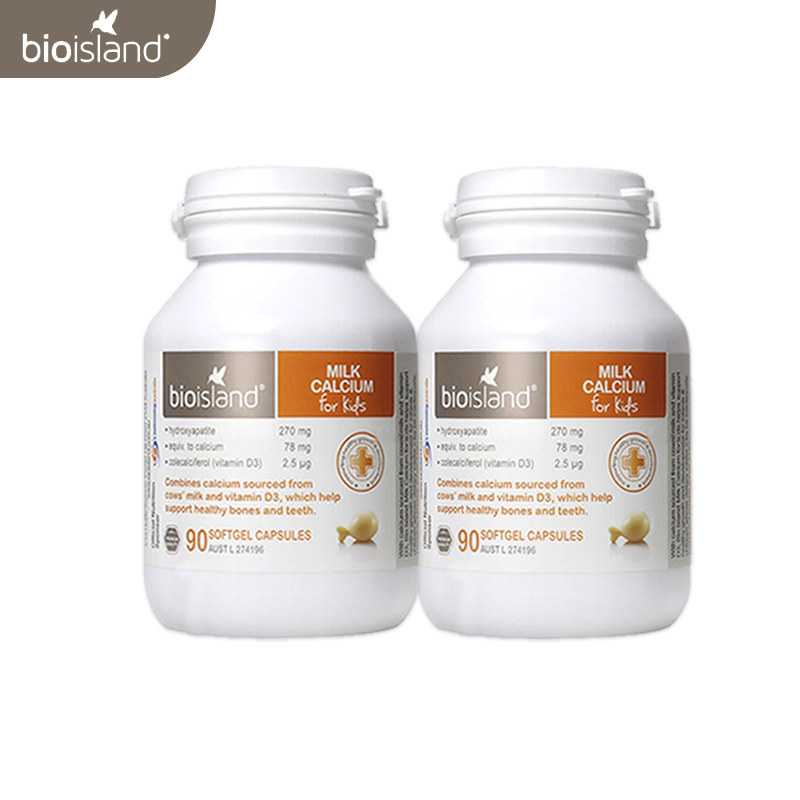 bioisland
bioisland®
MILK
CALCIUM
for kids
• hydroxyapatite 270 mg
• equiv. to calcium 78 mg
• colecalciferol (vitamin D3) 2.5 µg
Combines calcium sourced from
cows' milk and vitamin D3, which help
support healthy bones and teeth.
90 SOFTGEL CAPSULES
AUST L 274196
Official Nutrition
bioisland®
MILK
CALCIUM
for kids
• hydroxyapatite 270 mg
• equiv. to calcium 78 mg
• colecalciferol (vitamin D3) 2.5 µg
Combines calcium sourced from
cows' milk and vitamin D3, which help
support healthy bones and teeth.
90 SOFTGEL CAPSULES
AUST L 274196
Official Nutrition